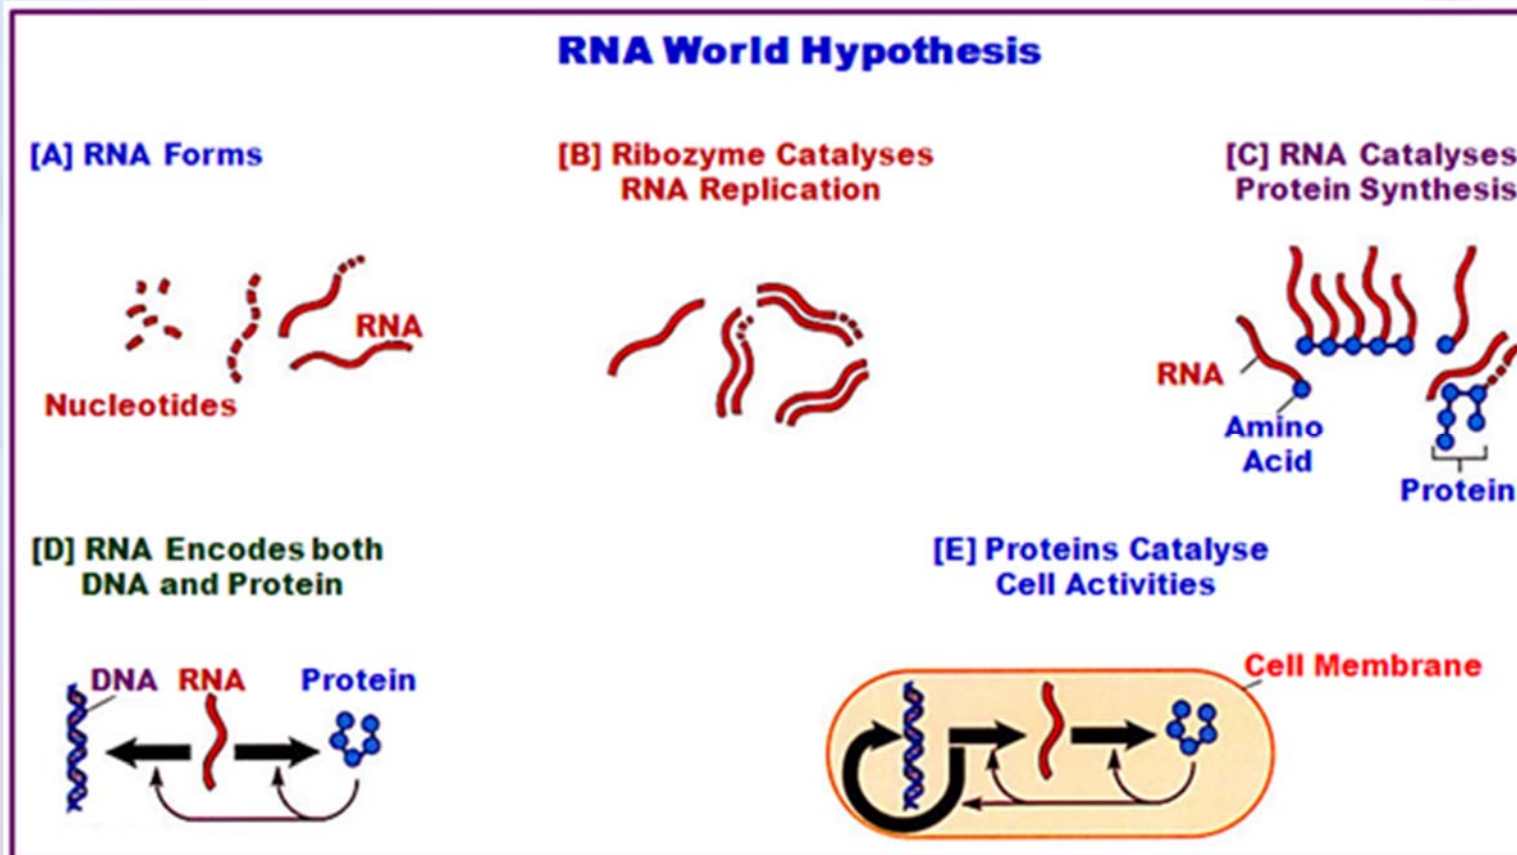 RNA World Hypothesis
[A] RNA Forms
RNA
Nucleotides
[B] Ribozyme Catalyses
RNA Replication
[C] RNA Catalyses
Protein Synthesis
RNA
Amino
Acid
Protein
[D] RNA Encodes both
DNA and Protein
DNA RNA Protein
[E] Proteins Catalyse
Cell Activities
Cell Membrane